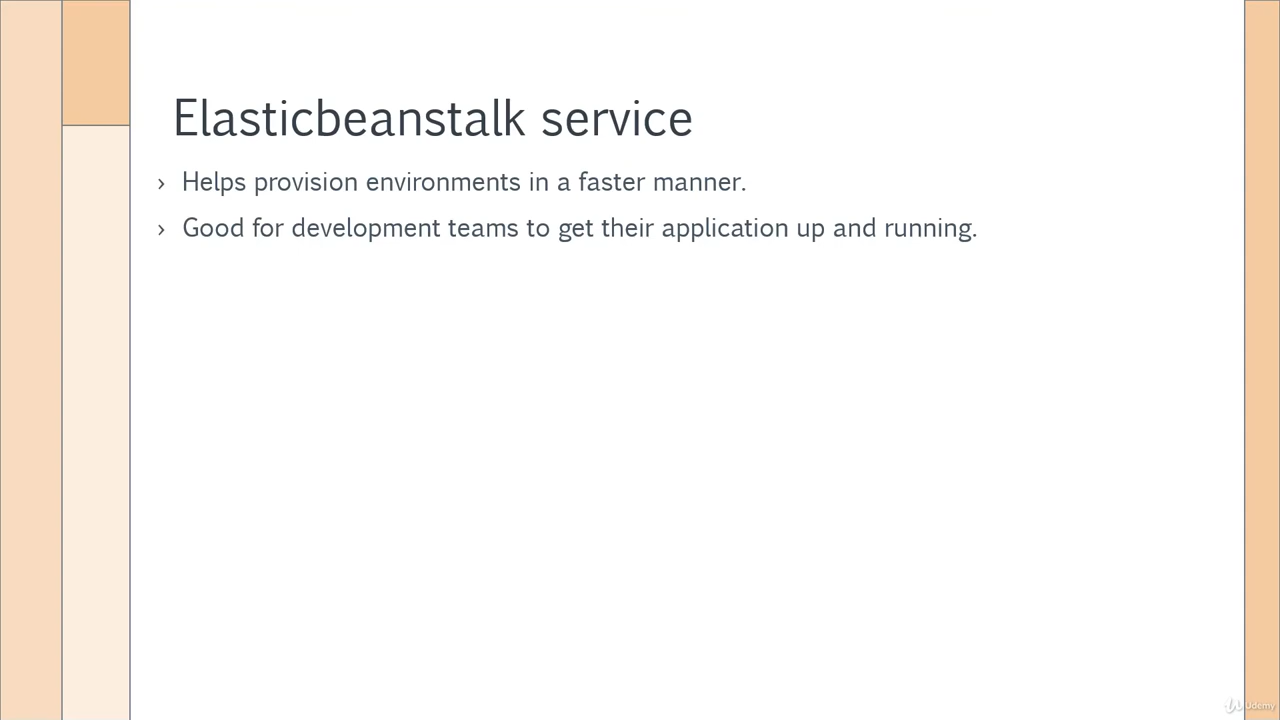 Elasticbeanstalk service
› Helps provision environments in a faster manner.
› Good for development teams to get their application up and running.
Udemy